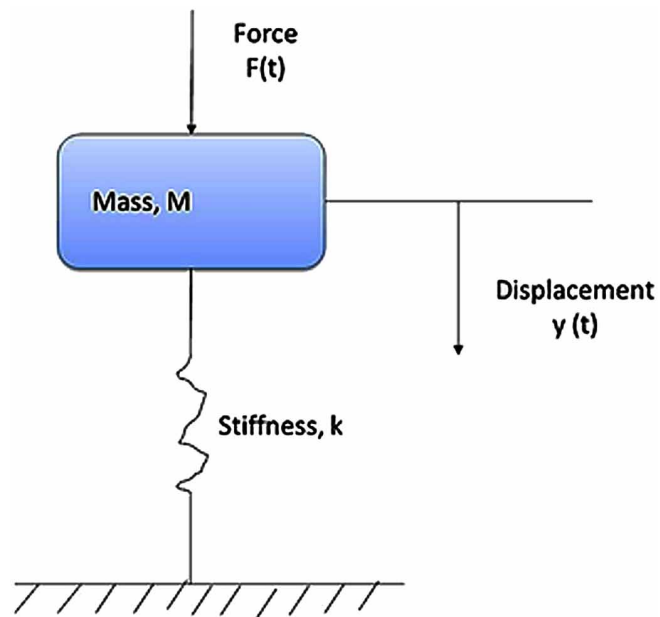 Force
F(t)
Mass, M
Displacement
y (t)
Stiffness, k